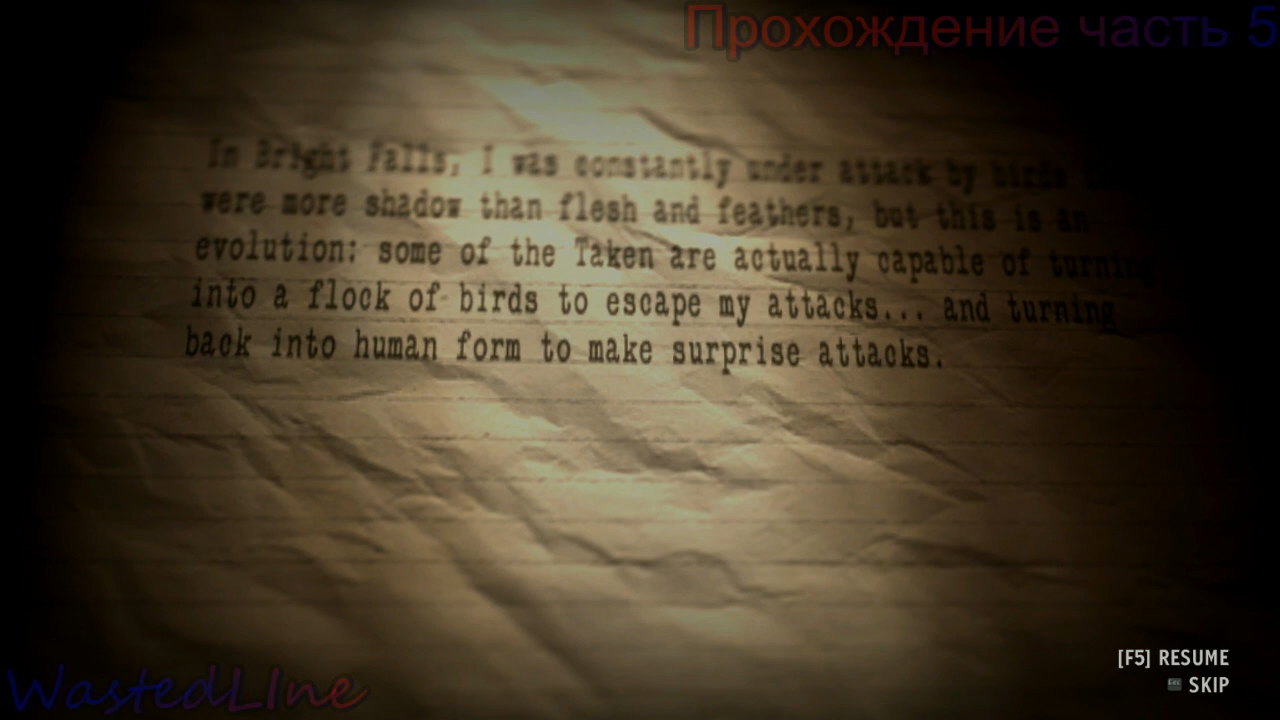 Прохождение часть 5
In Bright Falls, I was constantly under attack by birds
were more shadow than flesh and feathers, but this is an
evolution: some of the Taken are actually capable of turning
into a flock of birds to escape my attacks... and turning
back into human form to make surprise attacks.
[F5] RESUME
SKIP
WastedLIne